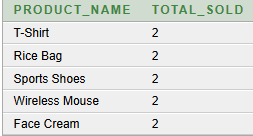 PRODUCT_NAME TOTAL_SOLD
T-Shirt 2
Rice Bag 2
Sports Shoes 2
Wireless Mouse 2
Face Cream 2